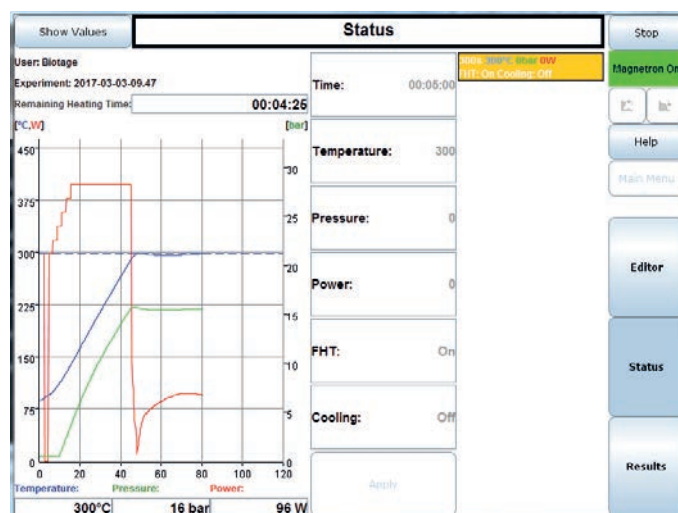 Show Values
Status
Stop
User: Biotage
Experiment: 2017-03-03-09.47
Remaining Heating Time: 00:04:25
[°C,W] [bar]
450
375
300
225
150
75
0
30
25
20
15
10
5
0
0 20 40 60 80 100 120
Temperature: Pressure: Power:
300°C 16 bar 96 W
Time: 00:05:00
Temperature: 300
Pressure: 0
Power: 0
FHT: On
Cooling: Off
Apply
300s 300°C 0bar 0W
FHT: On Cooling: Off
Magnetron On
Help
Main Menu
Editor
Status
Results